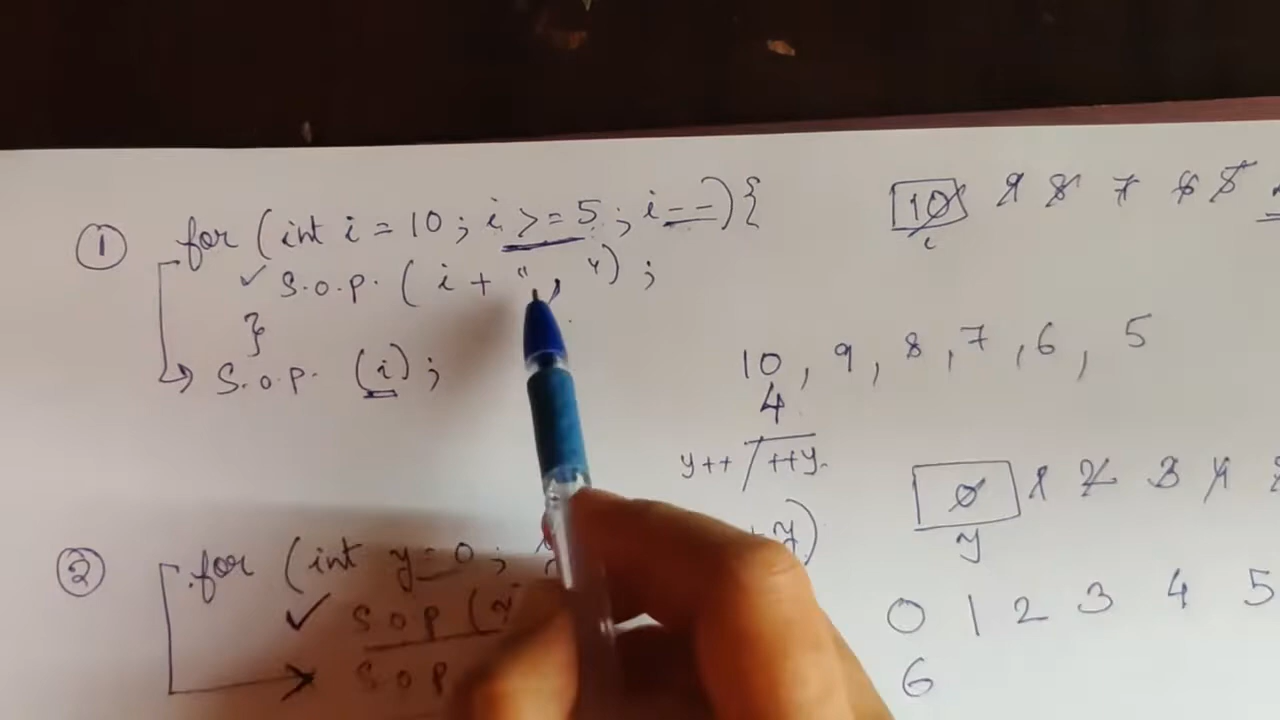 ① for (int i = 10; i >= 5; i--){
S.o.p. (i + " , ");
}
S.o.p. (i);
10 9 8 7 6 5
i
10, 9, 8, 7, 6, 5
4
y++ / ++y.
② for (int y = 0;
S o p (
S o p
y)
0 1 2 3 4
y
0 1 2 3 4 5
6